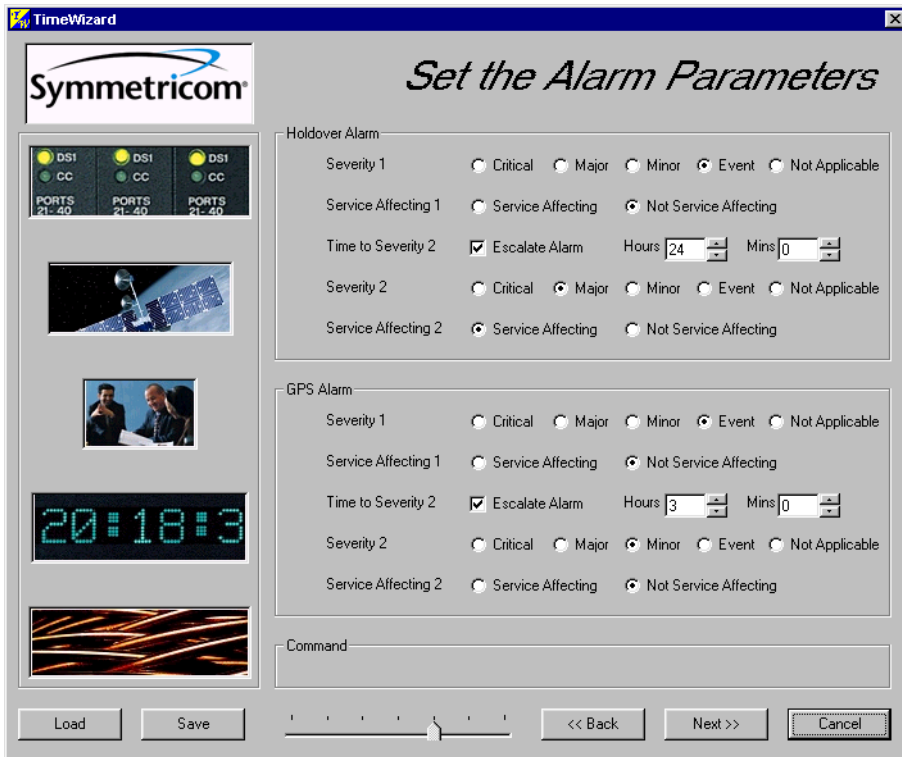 TW TimeWizard
Symmetricom®
Set the Alarm Parameters
DS1 DS1 DS1
CC CC CC
PORTS PORTS PORTS
21-40 21-40 21-40
20:18:3
Holdover Alarm
Severity 1 Critical Major Minor Event Not Applicable
Service Affecting 1 Service Affecting Not Service Affecting
Time to Severity 2 Escalate Alarm Hours 24 Mins 0
Severity 2 Critical Major Minor Event Not Applicable
Service Affecting 2 Service Affecting Not Service Affecting
GPS Alarm
Severity 1 Critical Major Minor Event Not Applicable
Service Affecting 1 Service Affecting Not Service Affecting
Time to Severity 2 Escalate Alarm Hours 3 Mins 0
Severity 2 Critical Major Minor Event Not Applicable
Service Affecting 2 Service Affecting Not Service Affecting
Command
Load Save << Back Next >> Cancel